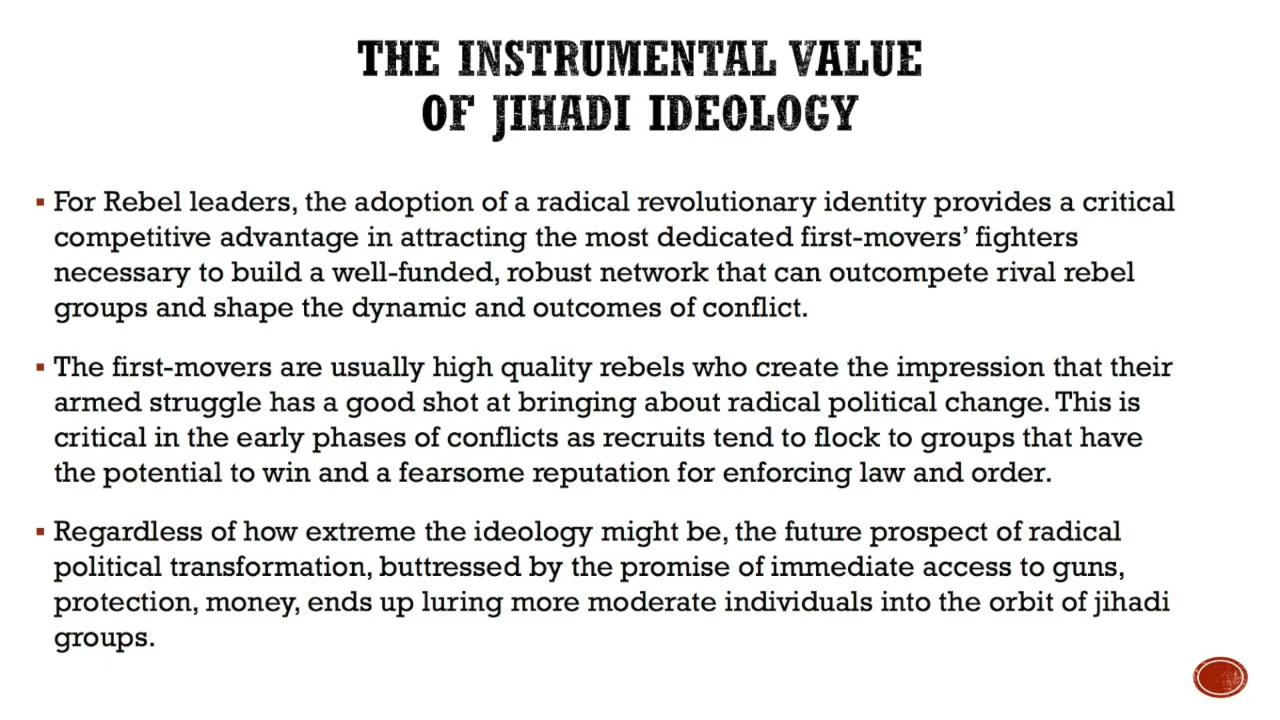 THE INSTRUMENTAL VALUE
OF JIHADI IDEOLOGY
▪ For Rebel leaders, the adoption of a radical revolutionary identity provides a critical
competitive advantage in attracting the most dedicated first-movers’ fighters
necessary to build a well-funded, robust network that can outcompete rival rebel
groups and shape the dynamic and outcomes of conflict.
▪ The first-movers are usually high quality rebels who create the impression that their
armed struggle has a good shot at bringing about radical political change. This is
critical in the early phases of conflicts as recruits tend to flock to groups that have
the potential to win and a fearsome reputation for enforcing law and order.
▪ Regardless of how extreme the ideology might be, the future prospect of radical
political transformation, buttressed by the promise of immediate access to guns,
protection, money, ends up luring more moderate individuals into the orbit of jihadi
groups.